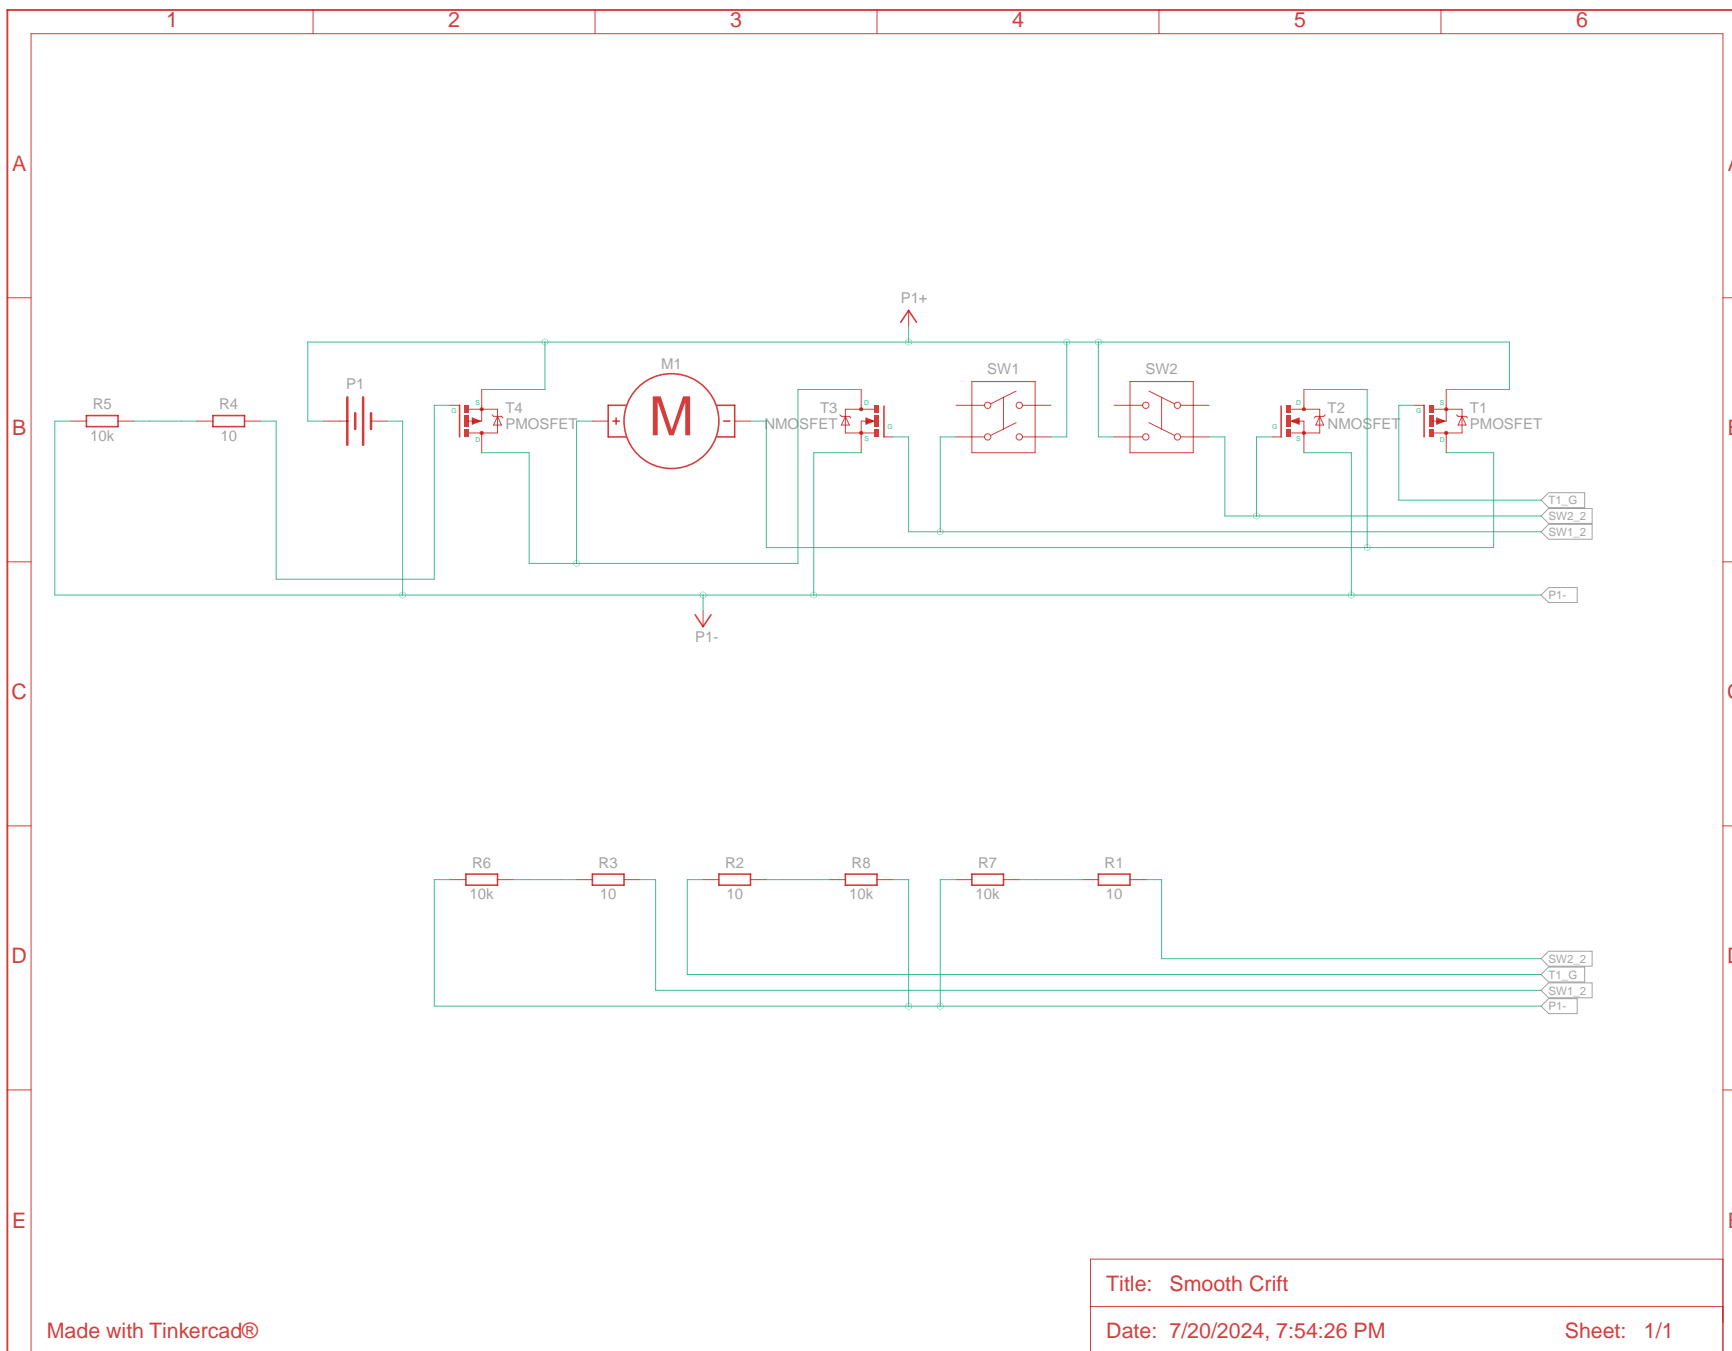 1 2 3 4 5 6
A
P1+
M1
P1
SW1 SW2
R5 R4
S D D S
T4 T3 T2 T1
G M G G G
PMOSFET + - NMOSFET NMOSFET PMOSFET
B
10k 10
D S S D
T1_G
SW2_2
SW1_2
P1-
P1-
C
R6 R3 R2 R8 R7 R1
10k 10 10 10k 10k 10
D
SW2_2
T1_G
SW1_2
P1-
E
Title: Smooth Crift
Made with Tinkercad®
Date: 7/20/2024, 7:54:26 PM Sheet: 1/1